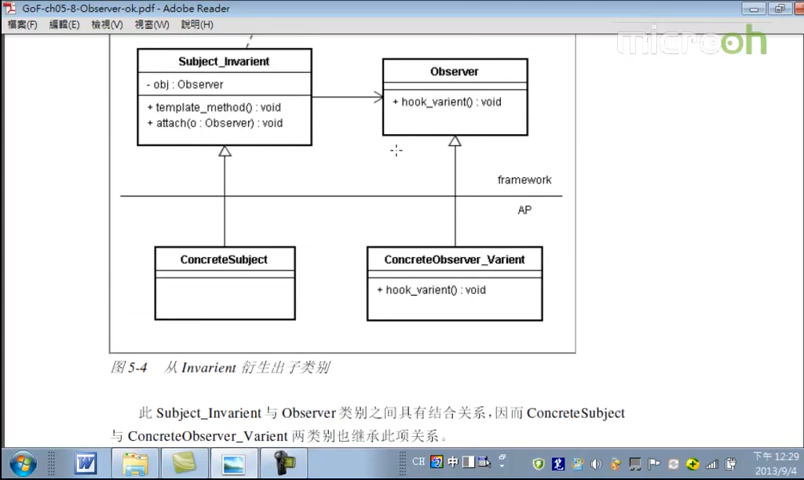 GoF-ch05-8-Observer-ok.pdf - Adobe Reader
檔案(F) 編輯(E) 檢視(V) 視窗(W) 說明(H)
microoh
Subject_Invarient
- obj : Observer
+ template_method() : void
+ attach(o : Observer) : void
Observer
+ hook_varient() : void
framework
AP
ConcreteSubject
ConcreteObserver_Varient
+ hook_varient() : void
图 5-4 从 Invarient 衍生出子类别
此 Subject_Invarient 与 Observer 类别之间具有结合关系,因而 ConcreteSubject
与 ConcreteObserver_Varient 两类别也继承此项关系。
CH 中
下午 12:29
2013/9/4